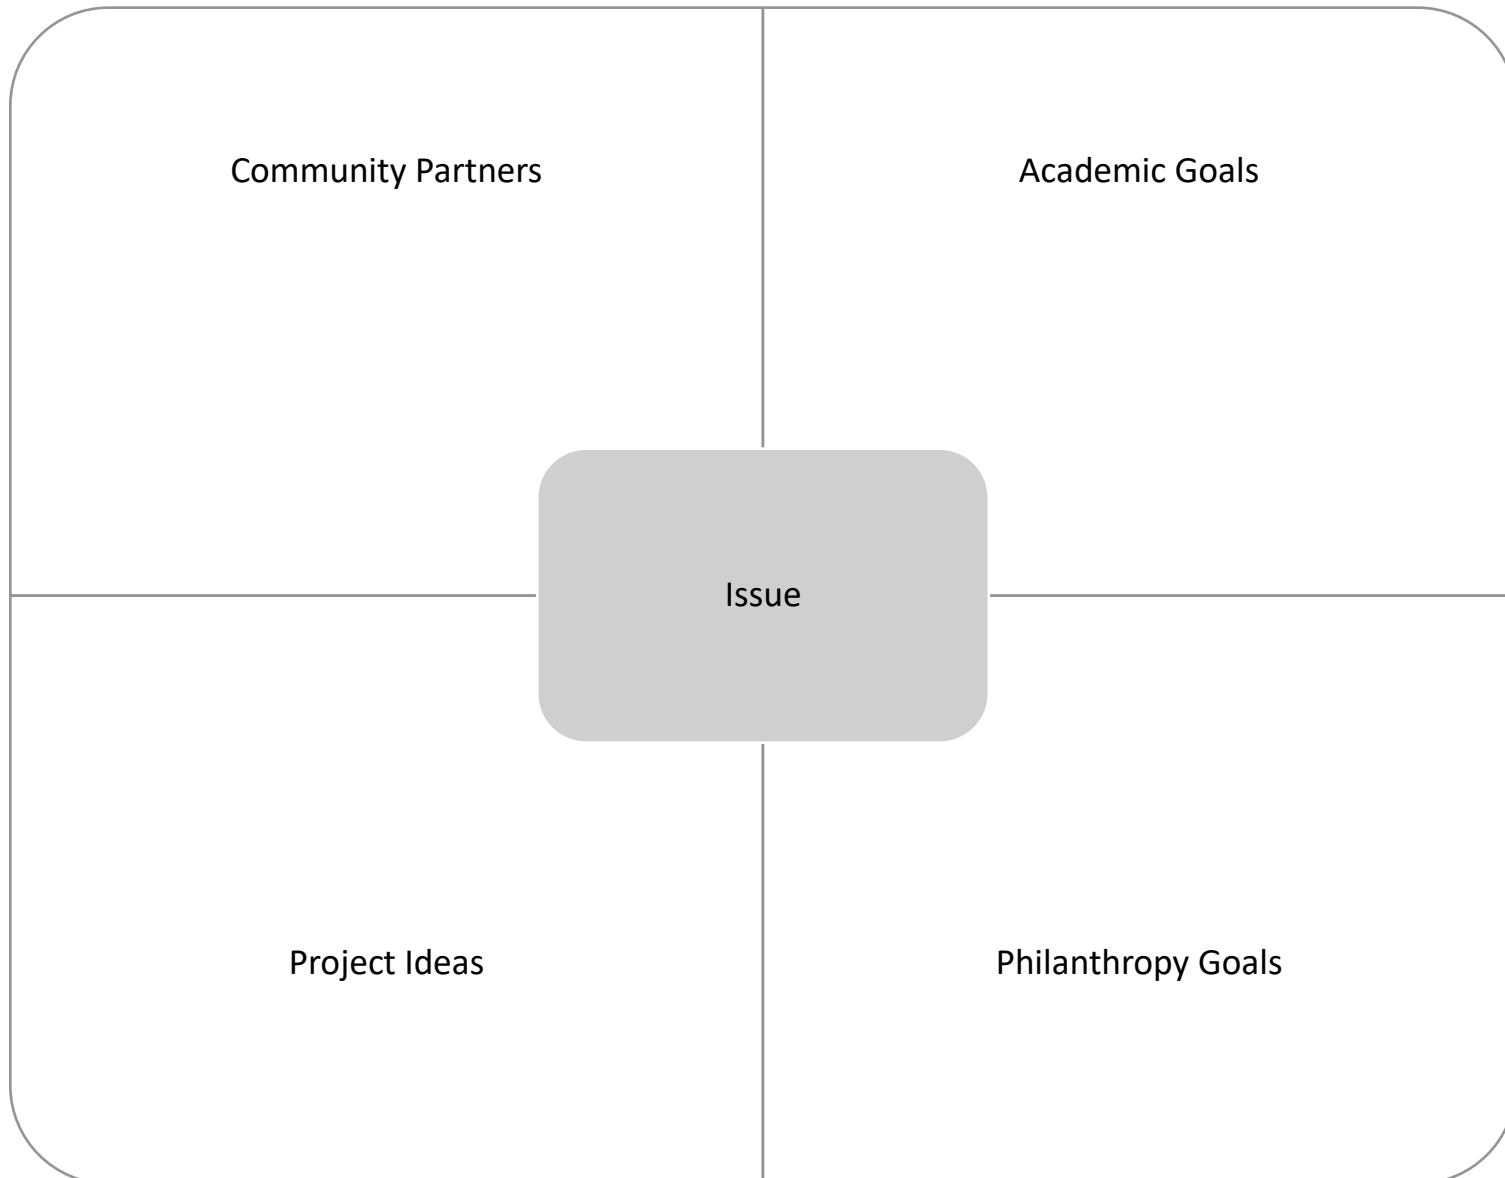 Community Partners
Academic Goals
Issue
Project Ideas
Philanthropy Goals